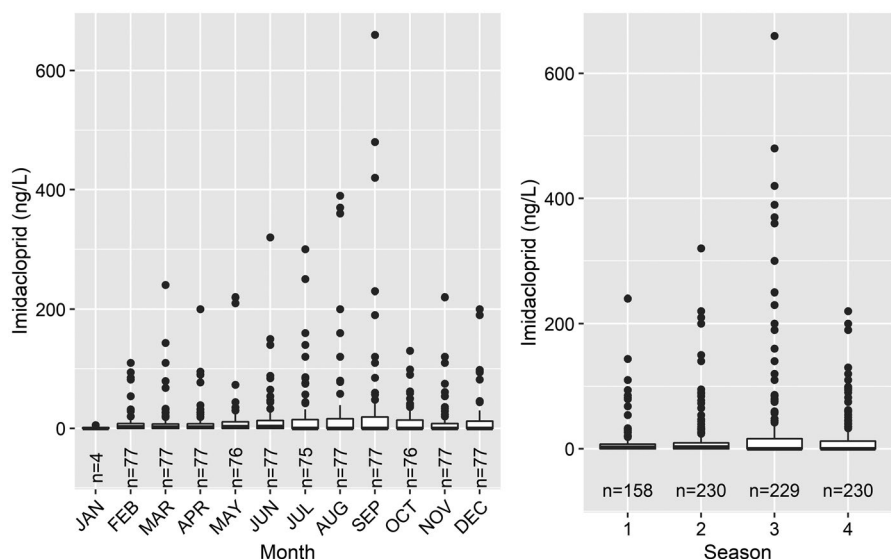 600
400
200
0
Imidacloprid (ng/L)
n=4
n=77
n=77
n=77
n=76
n=77
n=75
n=77
n=77
n=76
n=77
n=77
JAN
FEB
MAR
APR
MAY
JUN
JUL
AUG
SEP
OCT
NOV
DEC
Month
600
400
200
0
Imidacloprid (ng/L)
n=158 n=230 n=229 n=230
1 2 3 4
Season